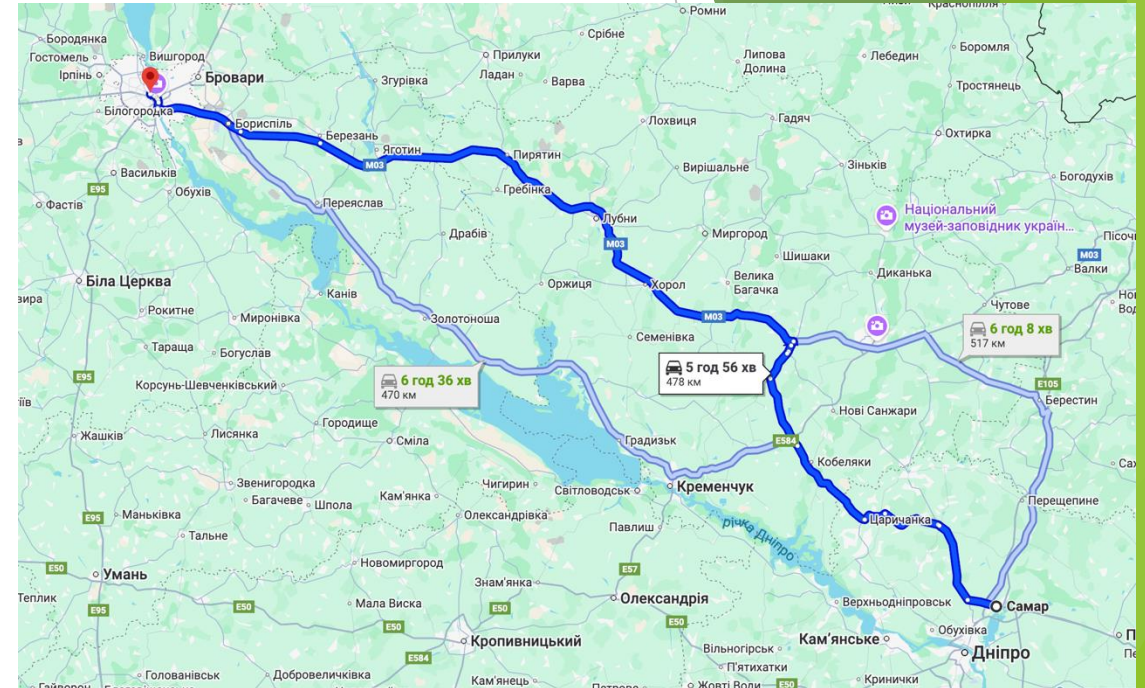 Ромни
Краснопілля
Срібне
Бородянка
Гостомель
Вишгород
Прилуки
Липова
Долина
Лебедин
Боромля
Ірпінь
Бровари
Згурівка
Ладан
Варва
Тростянець
Білогородка
Бориспіль
Березань
Лохвиця
Гадяч
Охтирка
Яготин
M03
Пирятин
Васильків
Вирішальне
Зіньків
Богодухів
E95
Обухів
Гребінка
Фастів
Переяслав
Лубни
Національний
музей-заповідник україн...
Драбів
M03
Миргород
Шишаки
M03
Валки
Біла Церква
Оржиця
Хорол
Велика
Багачка
Диканька
Канів
Рокитне
Миронівка
Золотоноша
M03
Чутове
Тараща
Богуслав
Семенівка
6 год 8 хв
517 км
5 год 56 хв
478 км
E95
Корсунь-Шевченківський
6 год 36 хв
470 км
E105
Берестин
Нові Санжари
Городище
Жашків
Лисянка
Сміла
Градизьк
E584
Кобеляки
Звенигородка
Багачеве
Шпола
Кам'янка
Чигирин
Світловодськ
Кременчук
Перещепине
E95
Маньківка
Олександрівка
Павлиш
річка Дніпро
Царичанка
Тальне
Новомиргород
E50
Умань
Знам'янка
E57
Теплик
E95
E50
Мала Виска
E50
Олександрія
Верхньодніпровськ
Самар
E50
Кропивницький
Обухівка
E584
Кам'янське
Вільногірськ
Дніпро
П'ятихатки
Голованівськ
Добровеличківка
Кам'янець
Жовті Води
E50
Кринички